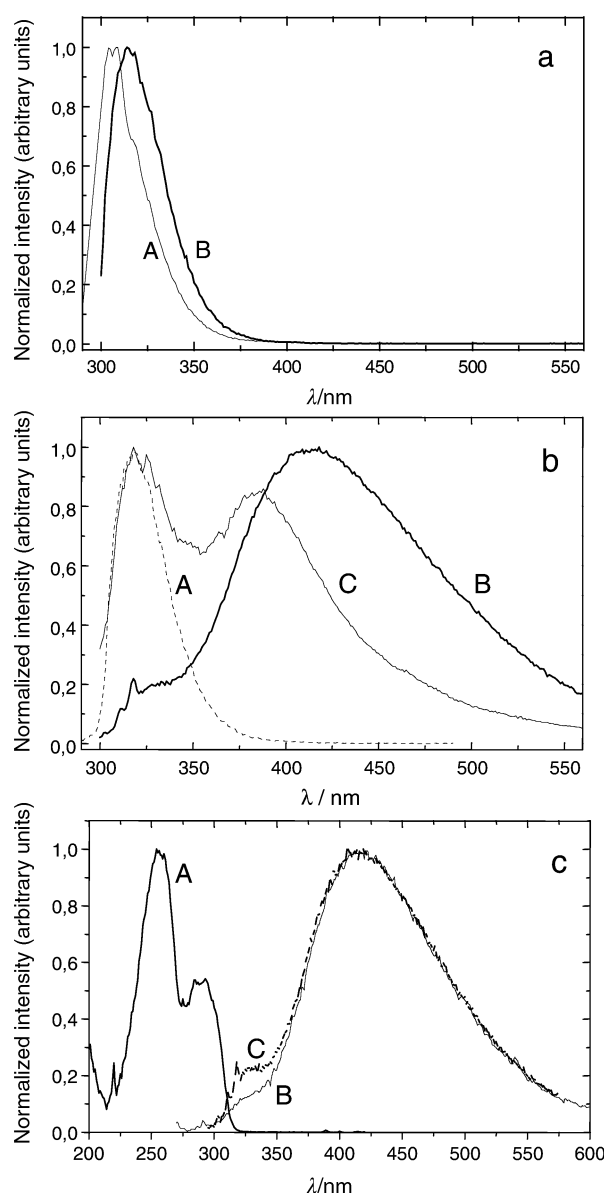 Normalized intensity (arbitrary units)
1,0
0,8
0,6
0,4
0,2
0,0
a
A
B
300 350 400 450 500 550
λ/nm
Normalized intensity (arbitrary units)
1,0
0,8
0,6
0,4
0,2
0,0
b
A
C
B
300 350 400 450 500 550
λ / nm
Normalized intensity (arbitrary units)
1,0
0,8
0,6
0,4
0,2
0,0
c
A
C
B
200 250 300 350 400 450 500 550 600
λ/nm